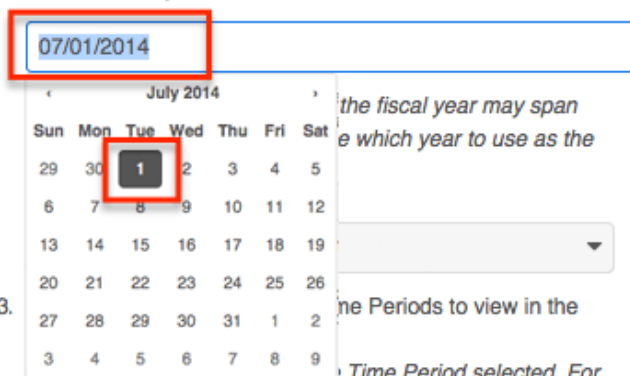 07/01/2014
‹ July 2014 ›
the fiscal year may span
Sun Mon Tue Wed Thu Fri Sat
e which year to use as the
29 30 1 2 3 4 5
6 7 8 9 10 11 12
13 14 15 16 17 18 19
20 21 22 23 24 25 26
3.
me Periods to view in the
27 28 29 30 31 1 2
3 4 5 6 7 8 9
Time Period selected. For